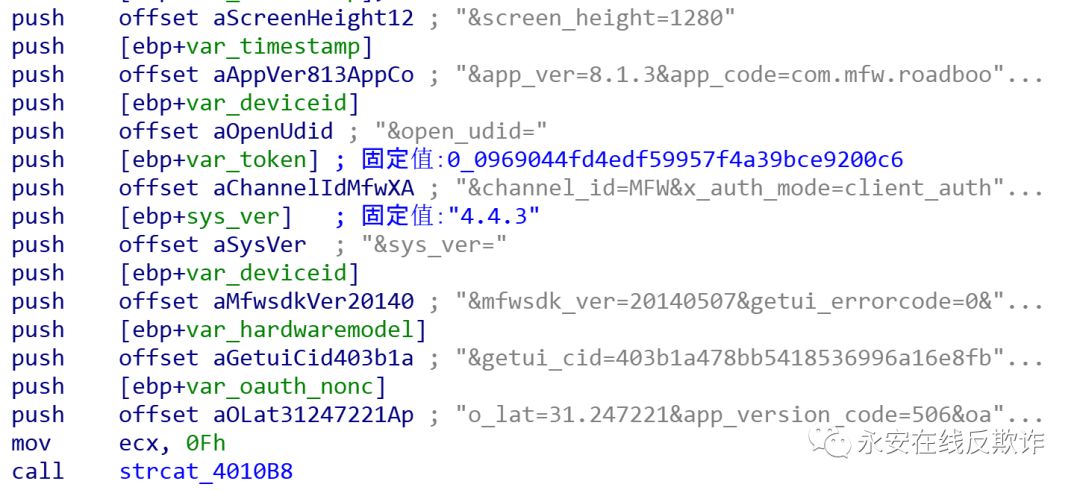 push offset aScreenHeight12 ; "&screen_height=1280"
push [ebp+var_timestamp]
push offset aAppVer813AppCo ; "&app_ver=8.1.3&app_code=com.mfw.roadboo"...
push [ebp+var_deviceid]
push offset aOpenUdid ; "&open_udid="
push [ebp+var_token] ; 固定值:0_0969044fd4edf59957f4a39bce9200c6
push offset aChannelIdMfwXA ; "&channel_id=MFW&x_auth_mode=client_auth"...
push [ebp+sys_ver] ; 固定值:"4.4.3"
push offset aSysVer ; "&sys_ver="
push [ebp+var_deviceid]
push offset aMfwsdkVer20140 ; "&mfwsdk_ver=20140507&getui_errorcode=0&"...
push [ebp+var_hardwaremodel]
push offset aGetuiCid403b1a ; "&getui_cid=403b1a478bb5418536996a16e8fb"...
push [ebp+var_oauth_nonc]
push offset aOLat31247221Ap ; "o_lat=31.247221&app_version_code=506&oa"...
mov ecx, 0Fh
call strcat_4010B8
永安在线反欺诈